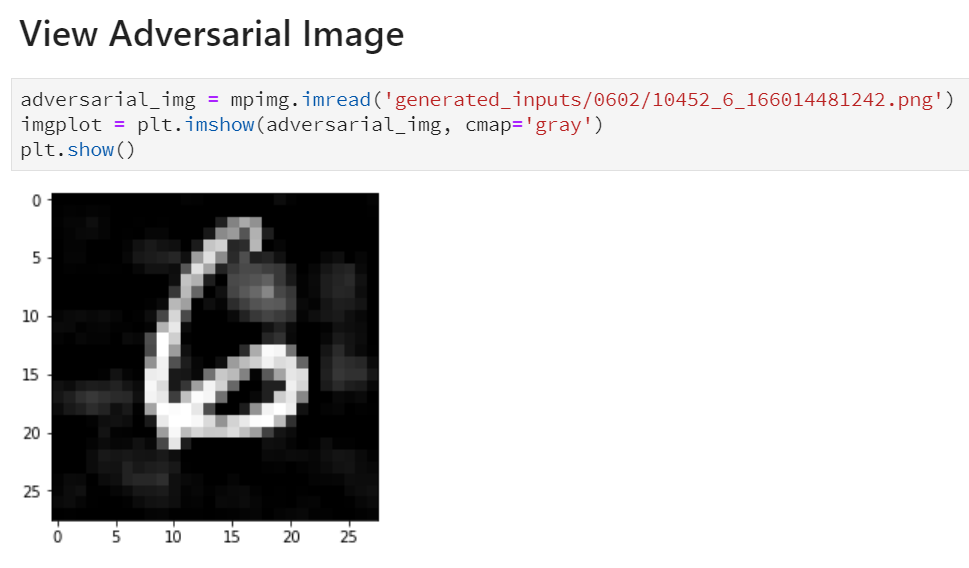 View Adversarial Image
adversarial_img = mpimg.imread('generated_inputs/0602/10452_6_166014481242.png')
imgplot = plt.imshow(adversarial_img, cmap='gray')
plt.show()
0
5
10
15
20
25
0 5 10 15 20 25
6